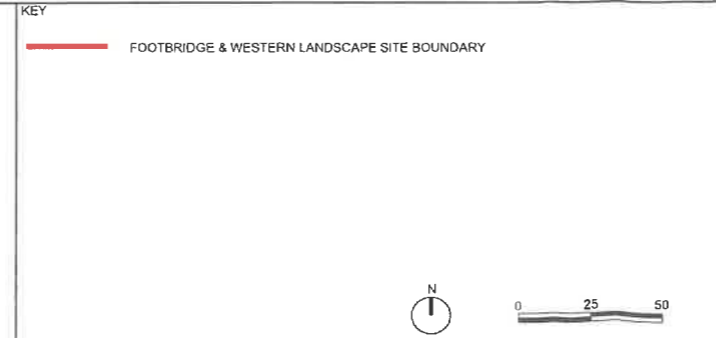 KEY
FOOTBRIDGE & WESTERN LANDSCAPE SITE BOUNDARY
N
0 25 50